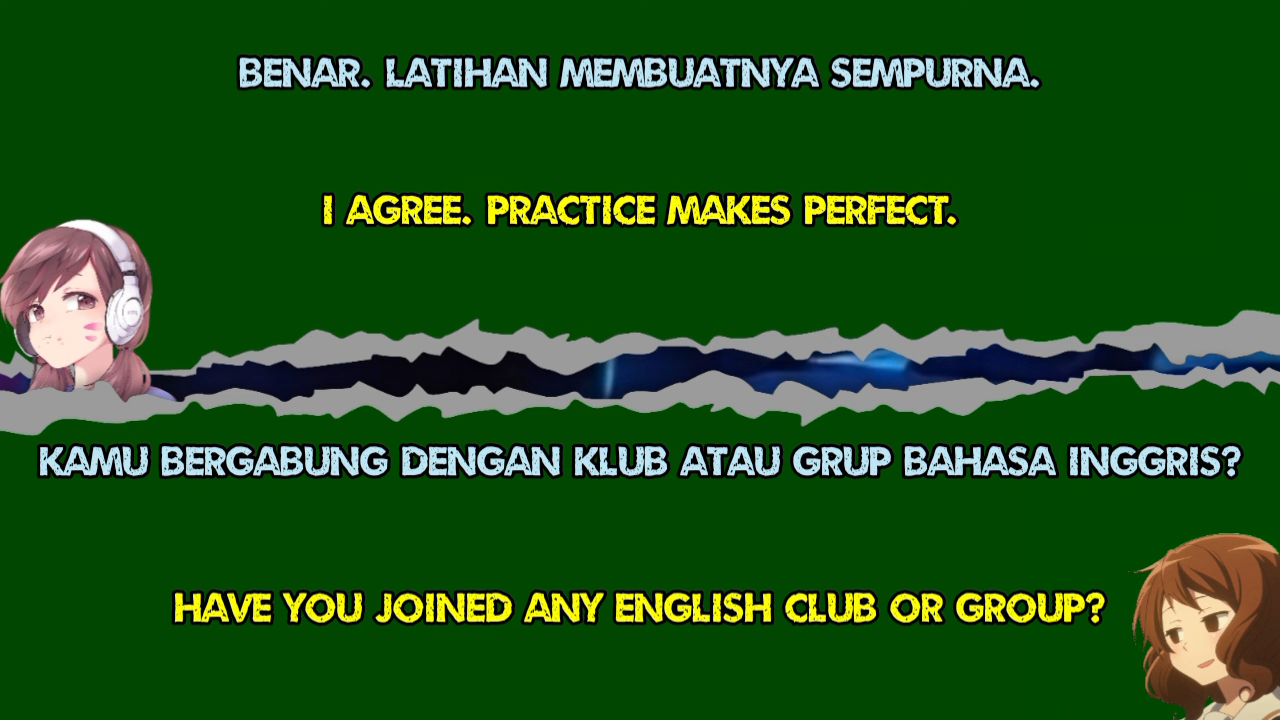 BENAR. LATIHAN MEMBUATNYA SEMPURNA.
I AGREE. PRACTICE MAKES PERFECT.
KAMU BERGABUNG DENGAN KLUB ATAU GRUP BAHASA INGGRIS?
HAVE YOU JOINED ANY ENGLISH CLUB OR GROUP?